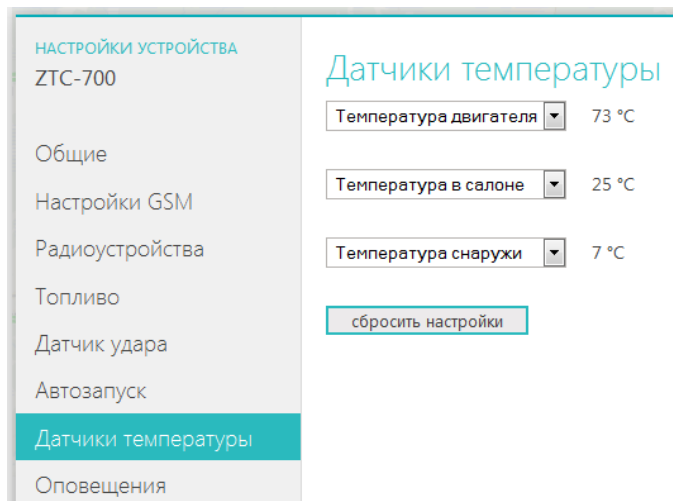 НАСТРОЙКИ УСТРОЙСТВА
ZTC-700
Общие
Настройки GSM
Радиоустройства
Топливо
Датчик удара
Автозапуск
Датчики температуры
Оповещения
Датчики температуры
Температура двигателя 73 °C
Температура в салоне 25 °C
Температура снаружи 7 °C
сбросить настройки